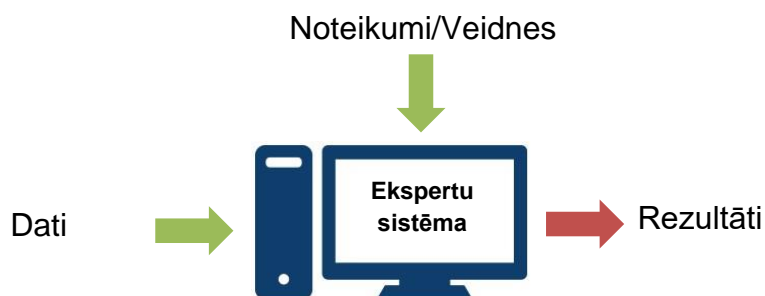 Noteikumi/Veidnes
Ekspertu
sistēma
Dati
Rezultāti